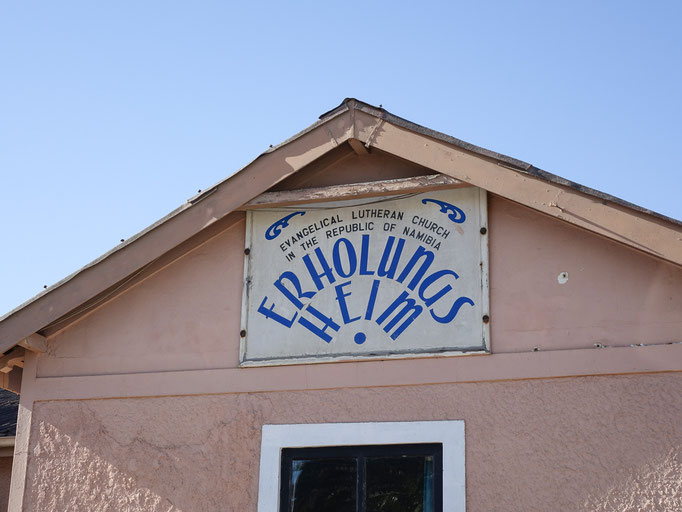 EVANGELICAL LUTHERAN CHURCH
IN THE REPUBLIC OF NAMIBIA
ERHOLUNGS
HEIM